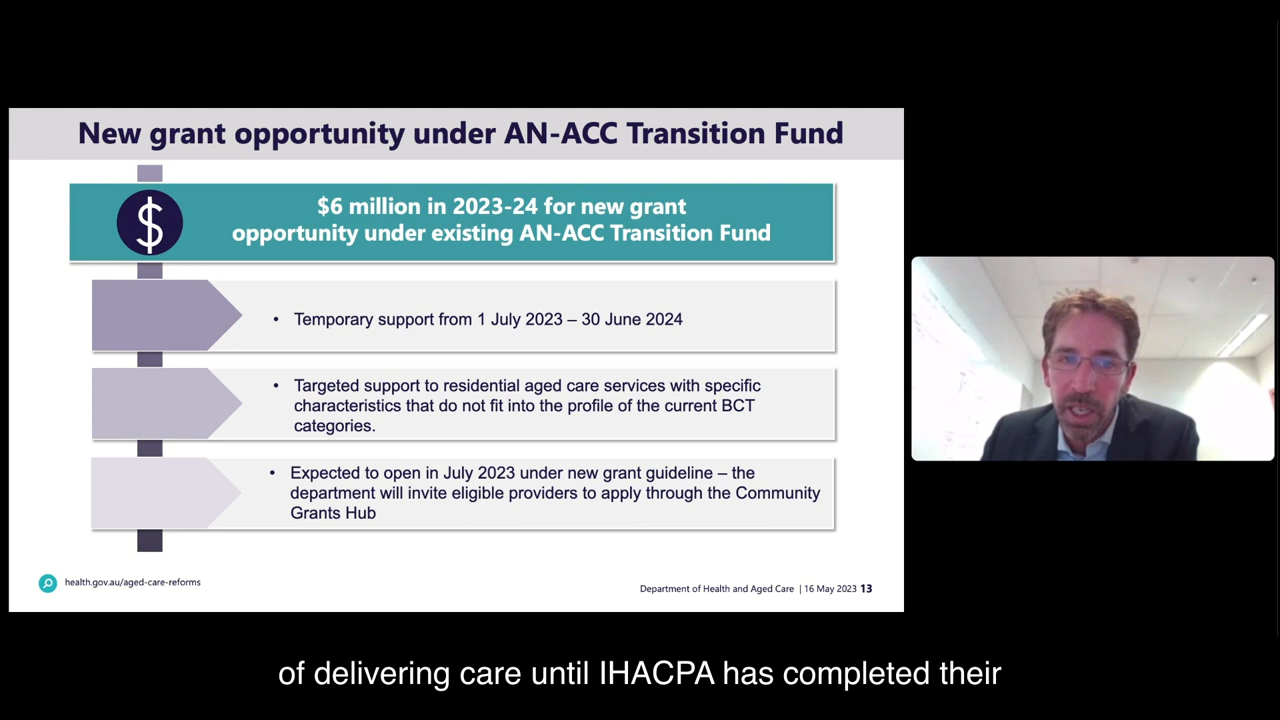 New grant opportunity under AN-ACC Transition Fund
$
$6 million in 2023-24 for new grant
opportunity under existing AN-ACC Transition Fund
• Temporary support from 1 July 2023 – 30 June 2024
• Targeted support to residential aged care services with specific
characteristics that do not fit into the profile of the current BCT
categories.
• Expected to open in July 2023 under new grant guideline – the
department will invite eligible providers to apply through the Community
Grants Hub
health.gov.au/aged-care-reforms
Department of Health and Aged Care | 16 May 2023 13
of delivering care until IHACPA has completed their